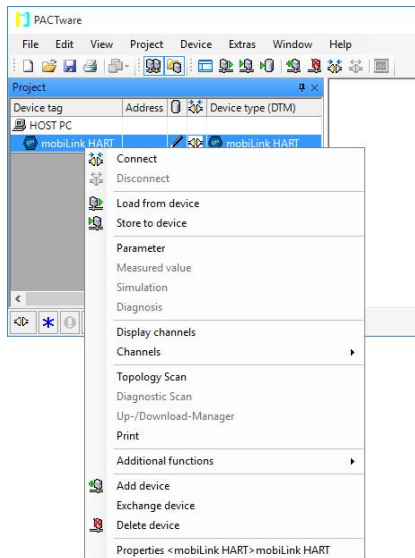 PACTware
File Edit View Project Device Extras Window Help
Project
Device tag Address Device type (DTM)
HOST PC
mobiLink HART mobiLink HART
Connect
Disconnect
Load from device
Store to device
Parameter
Measured value
Simulation
Diagnosis
Display channels
Channels
Topology Scan
Diagnostic Scan
Up-/Download-Manager
Print
Additional functions
Add device
Exchange device
Delete device
Properties <mobiLink HART>mobiLink HART